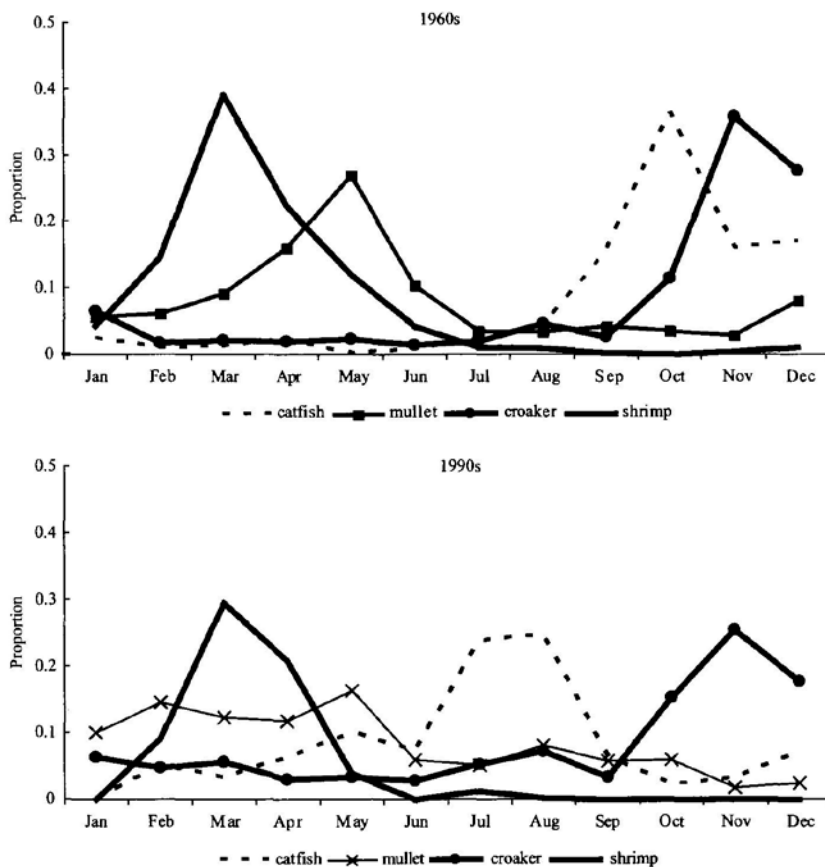 1960s
0.5
0.4
0.3
0.2
0.1
0
Proportion
Jan Feb Mar Apr May Jun Jul Aug Sep Oct Nov Dec
catfish mullet croaker shrimp
1990s
0.5
0.4
0.3
0.2
0.1
0
Proportion
Jan Feb Mar Apr May Jun Jul Aug Sep Oct Nov Dec
catfish mullet croaker shrimp